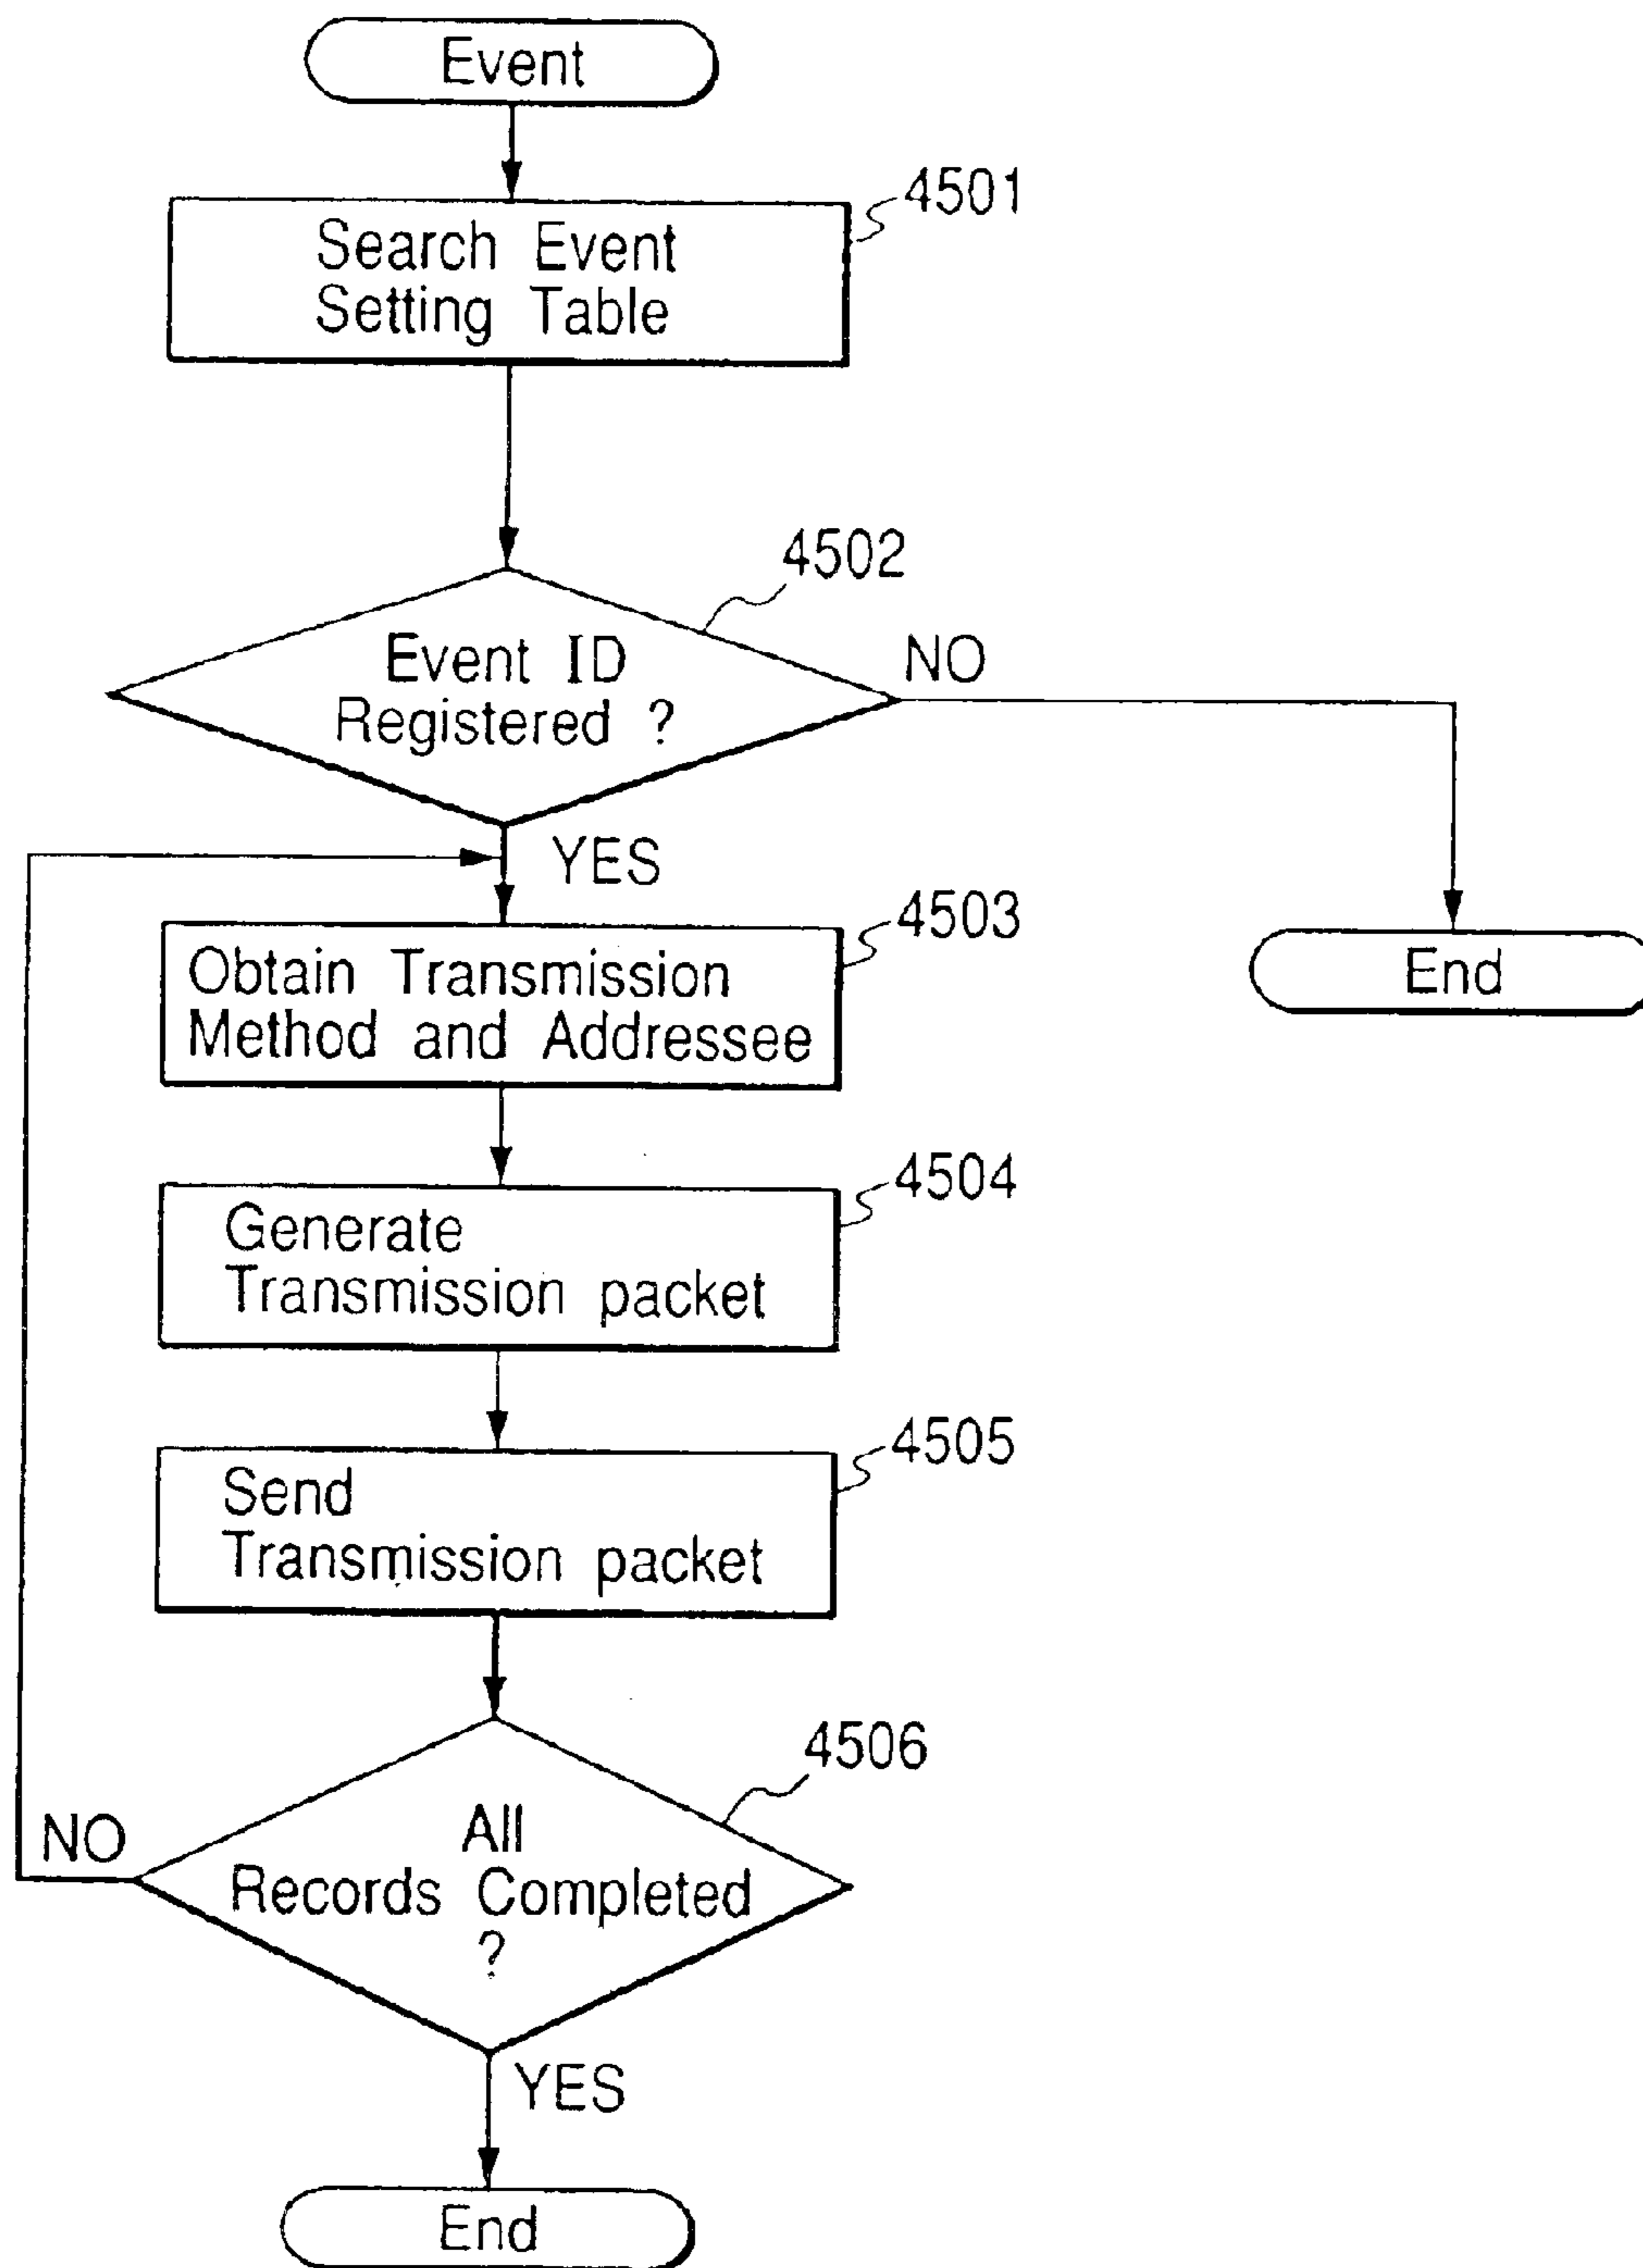 Event
4501
Search Event
Setting Table
4502
Event ID
Registered ?
NO
YES
4503
Obtain Transmission
Method and Addressee
End
4504
Generate
Transmission packet
4505
Send
Transmission packet
4506
All
Records Completed
?
NO
YES
End